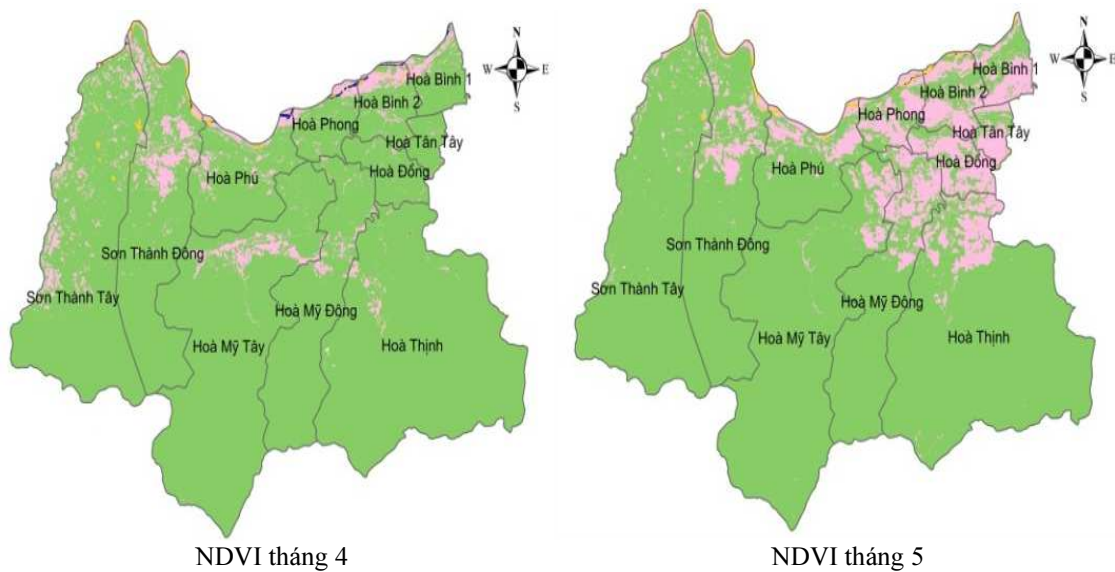 N
W E
S
Hoà Bình 1
Hoà Bình 2
Hoà Phong
Hoà Tân Tây
Hoà Đồng
Hoà Phú
Sơn Thành Đông
Sơn Thành Tây
Hoà Mỹ Đông
Hoà Mỹ Tây
Hoà Thịnh
NDVI tháng 4
N
W E
S
Hoà Bình 1
Hoà Bình 2
Hoà Phong
Hoà Tân Tây
Hoà Đồng
Hoà Phú
Sơn Thành Đông
Sơn Thành Tây
Hoà Mỹ Đông
Hoà Mỹ Tây
Hoà Thịnh
NDVI tháng 5